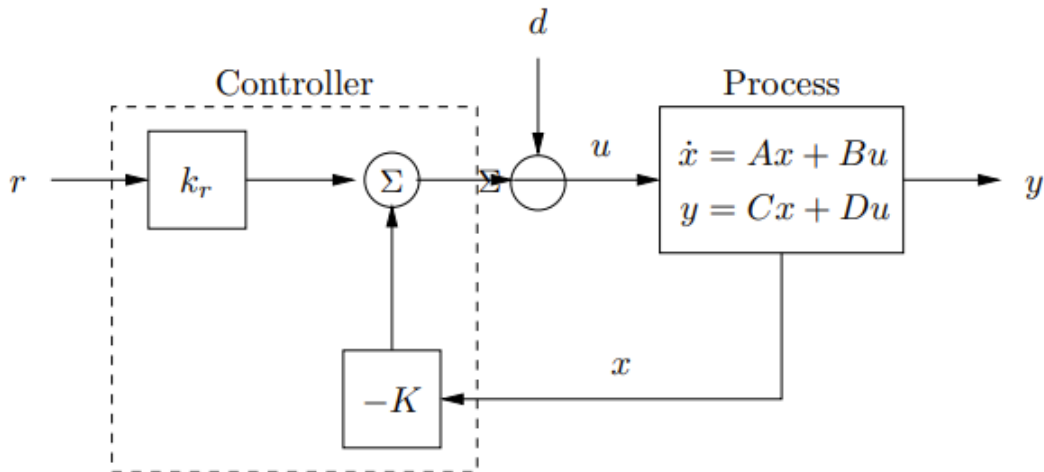 d
Controller
Process
r
k_r
Σ
Σ
u
ẋ = Ax + Bu
y = Cx + Du
y
x
−K